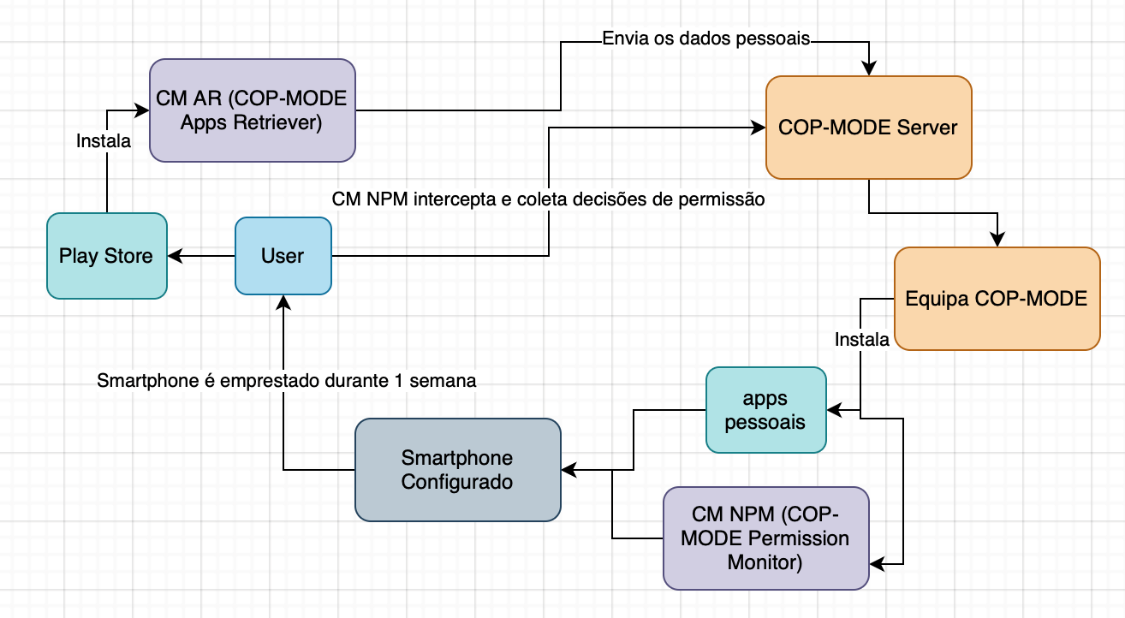 Envia os dados pessoais
CM AR (COP-MODE
Apps Retriever)
COP-MODE Server
Instala
CM NPM intercepta e coleta decisões de permissão
Play Store
User
Equipa COP-MODE
Instala
Smartphone é emprestado durante 1 semana
apps
pessoais
Smartphone
Configurado
CM NPM (COP-
MODE Permission
Monitor)